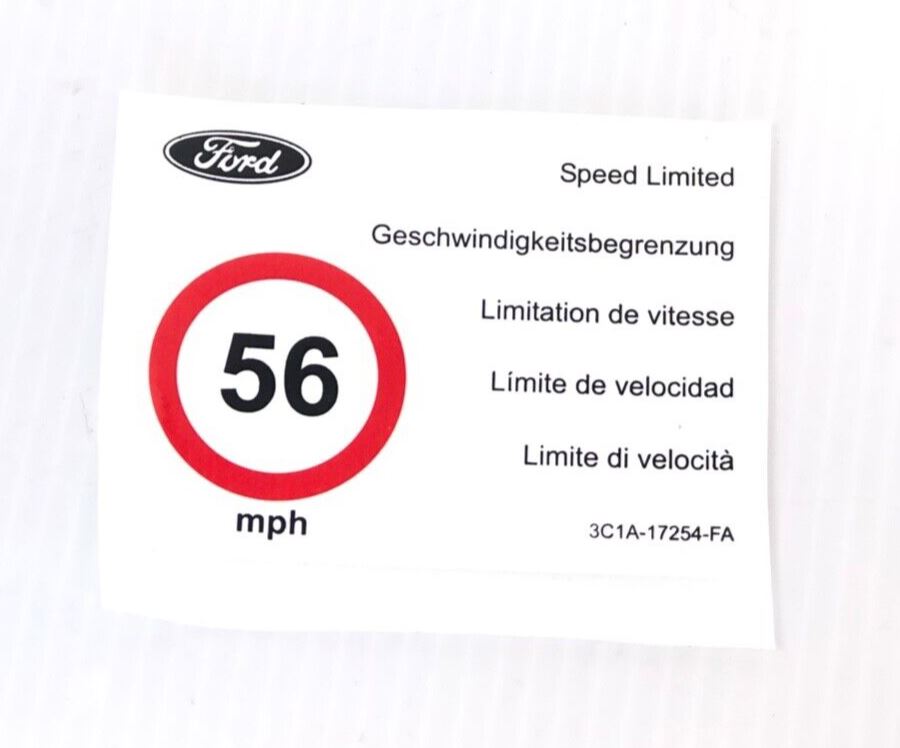 Ford
Speed Limited
Geschwindigkeitsbegrenzung
Limitation de vitesse
Límite de velocidad
Limite di velocità
56
mph
3C1A-17254-FA